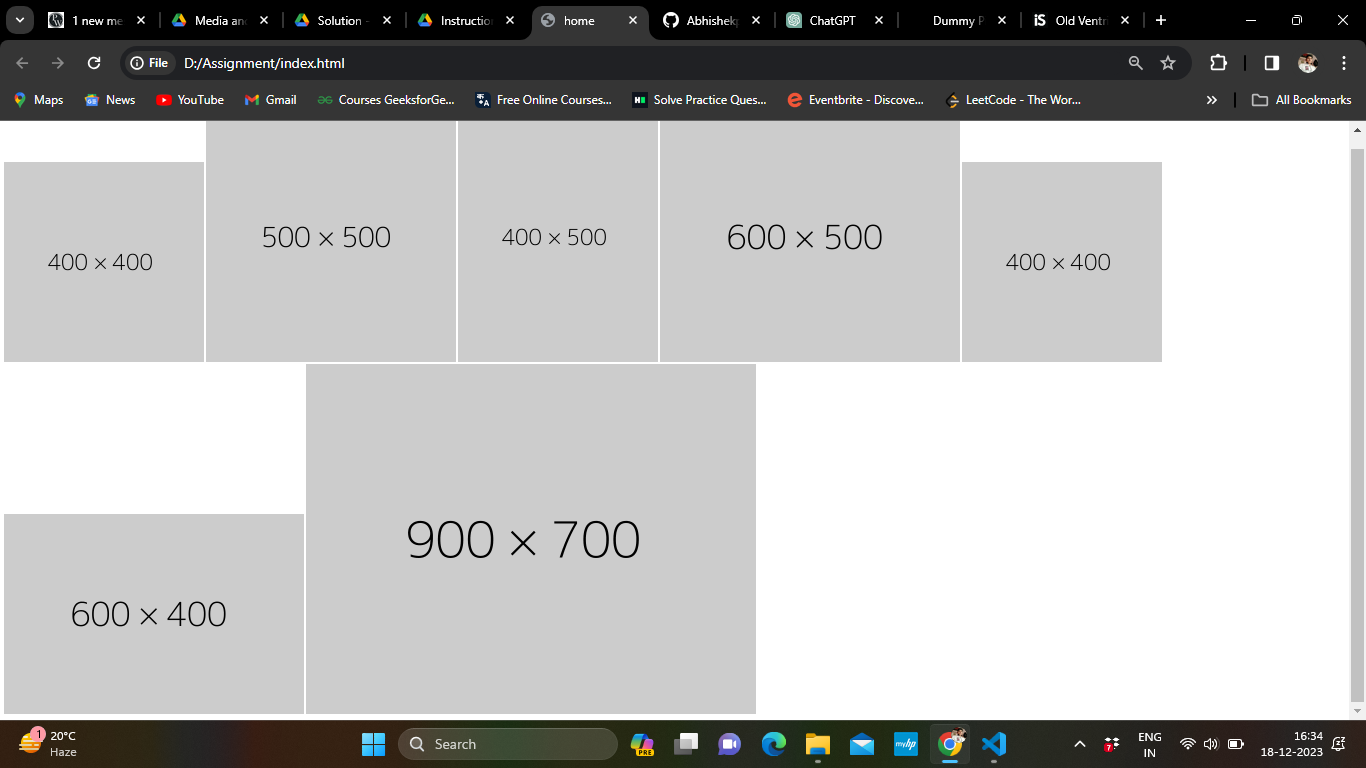 1 new me
Media an
Solution -
Instructio
home
Abhishek
ChatGPT
Dummy P
iS Old Ventr
File D:/Assignment/index.html
Maps
News
YouTube
Gmail
Courses GeeksforGe...
Free Online Courses...
Solve Practice Ques...
Eventbrite - Discove...
LeetCode - The Wor...
All Bookmarks
400 × 400
500 × 500
400 × 500
600 × 500
400 × 400
600 × 400
900 × 700
1
20°C
Haze
Search
PRE
myhp
7
ENG
IN
16:34
18-12-2023